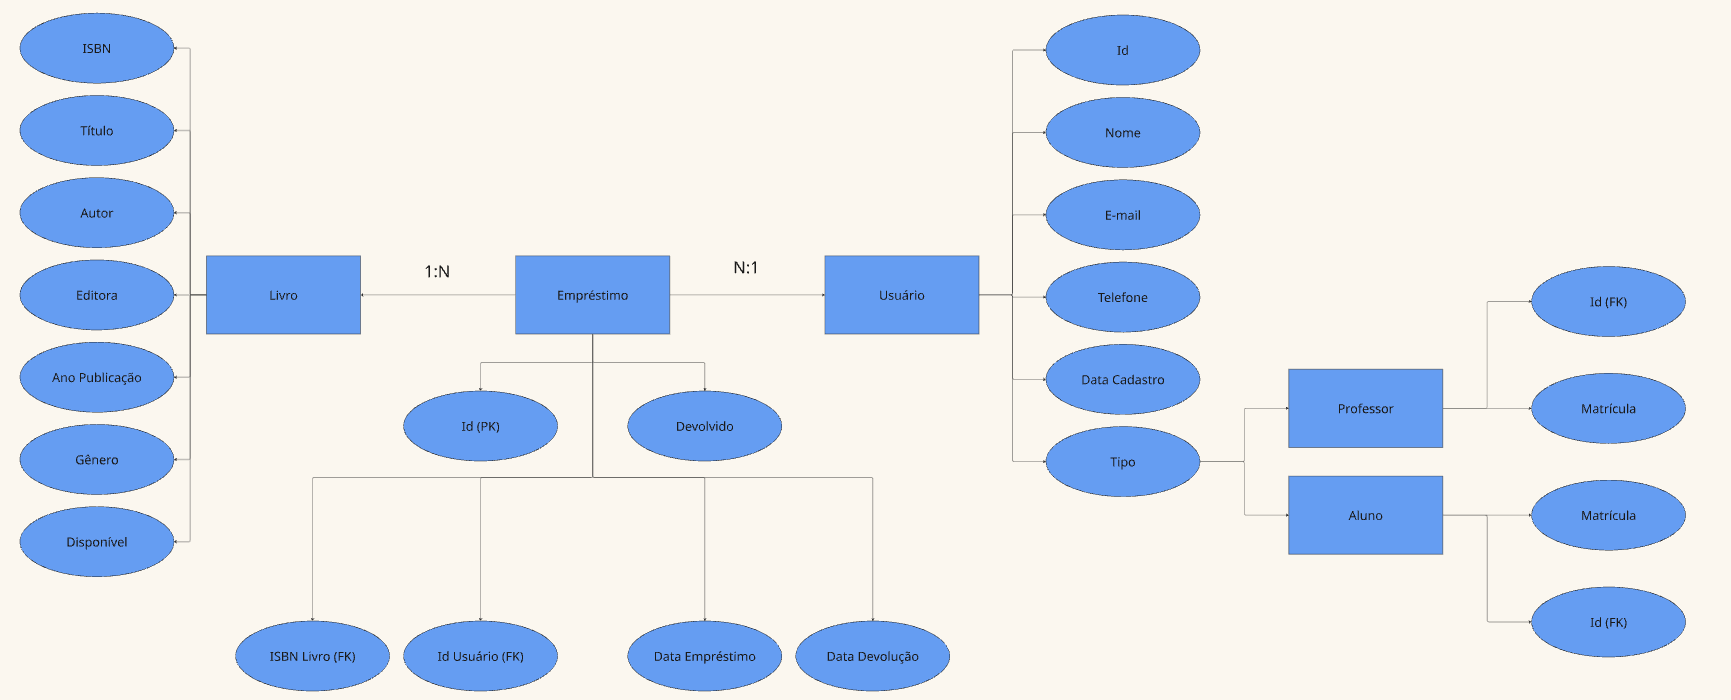 ISBN
Título
Autor
Editora
Ano Publicação
Gênero
Disponível
Livro
1:N
Empréstimo
N:1
Usuário
Id (PK)
Devolvido
ISBN Livro (FK)
Id Usuário (FK)
Data Empréstimo
Data Devolução
Id
Nome
E-mail
Telefone
Data Cadastro
Tipo
Professor
Aluno
Id (FK)
Matrícula
Matrícula
Id (FK)